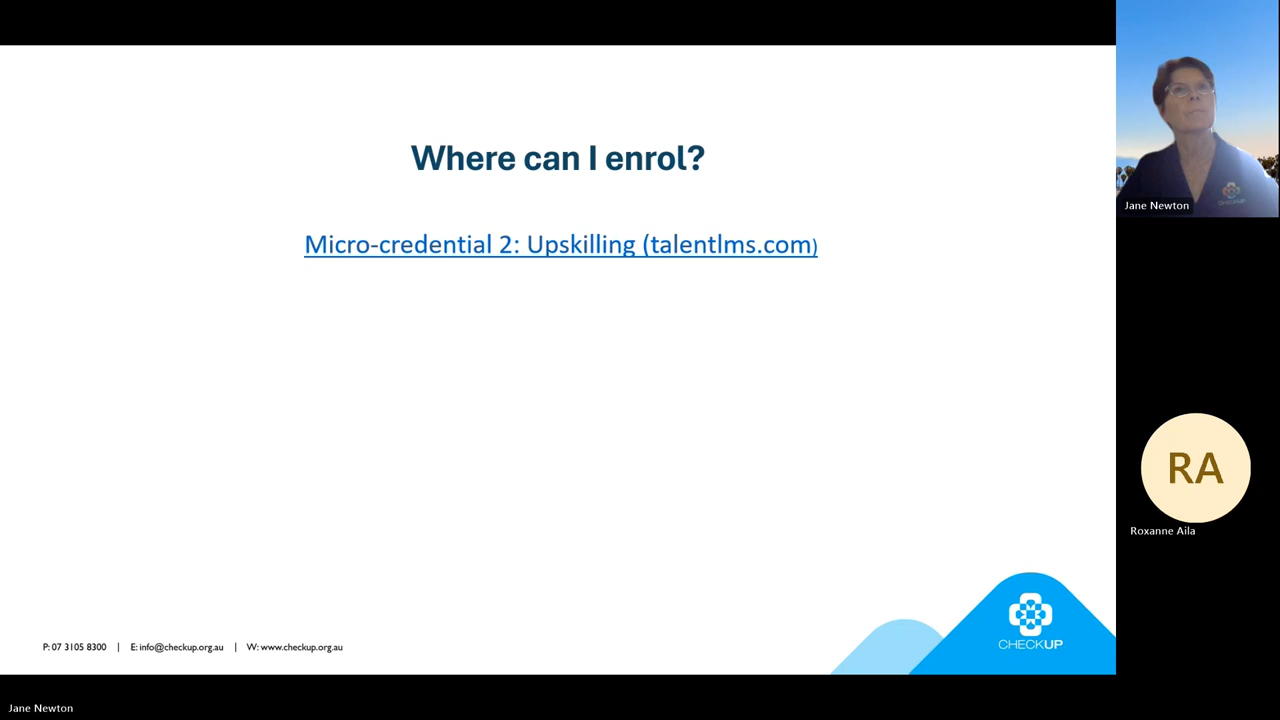 Where can I enrol?
Micro-credential 2: Upskilling (talentlms.com)
P: 07 3105 8300 | E: info@checkup.org.au | W: www.checkup.org.au
CHECKUP
CHECKUP
Jane Newton
RA
Roxanne Aila
Jane Newton